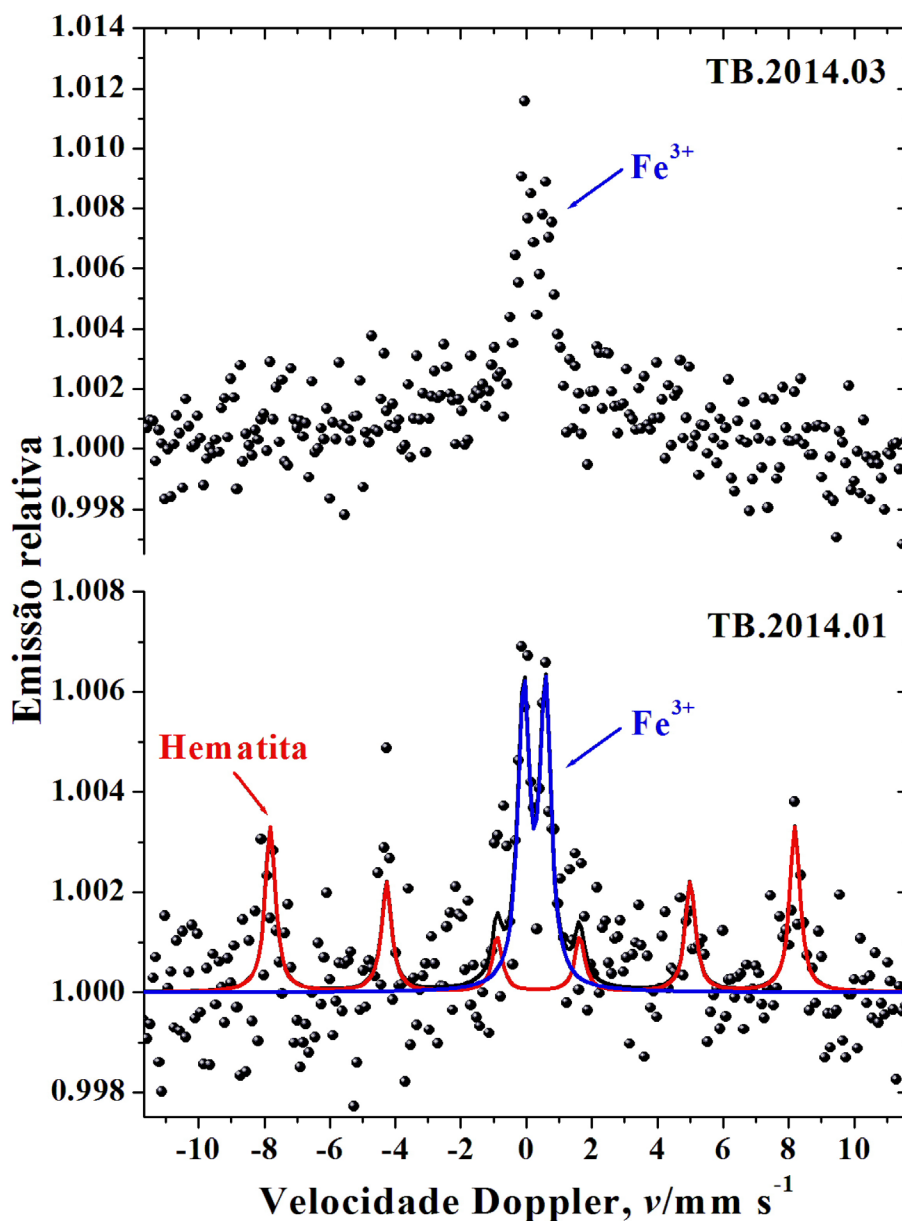 1.014
TB.2014.03
1.012
1.010
Fe³⁺
1.008
1.006
1.004
1.002
1.000
0.998
Emissão relativa
1.008
TB.2014.01
1.006
Fe³⁺
Hematita
1.004
1.002
1.000
0.998
-10 -8 -6 -4 -2 0 2 4 6 8 10
Velocidade Doppler, v/mm s⁻¹